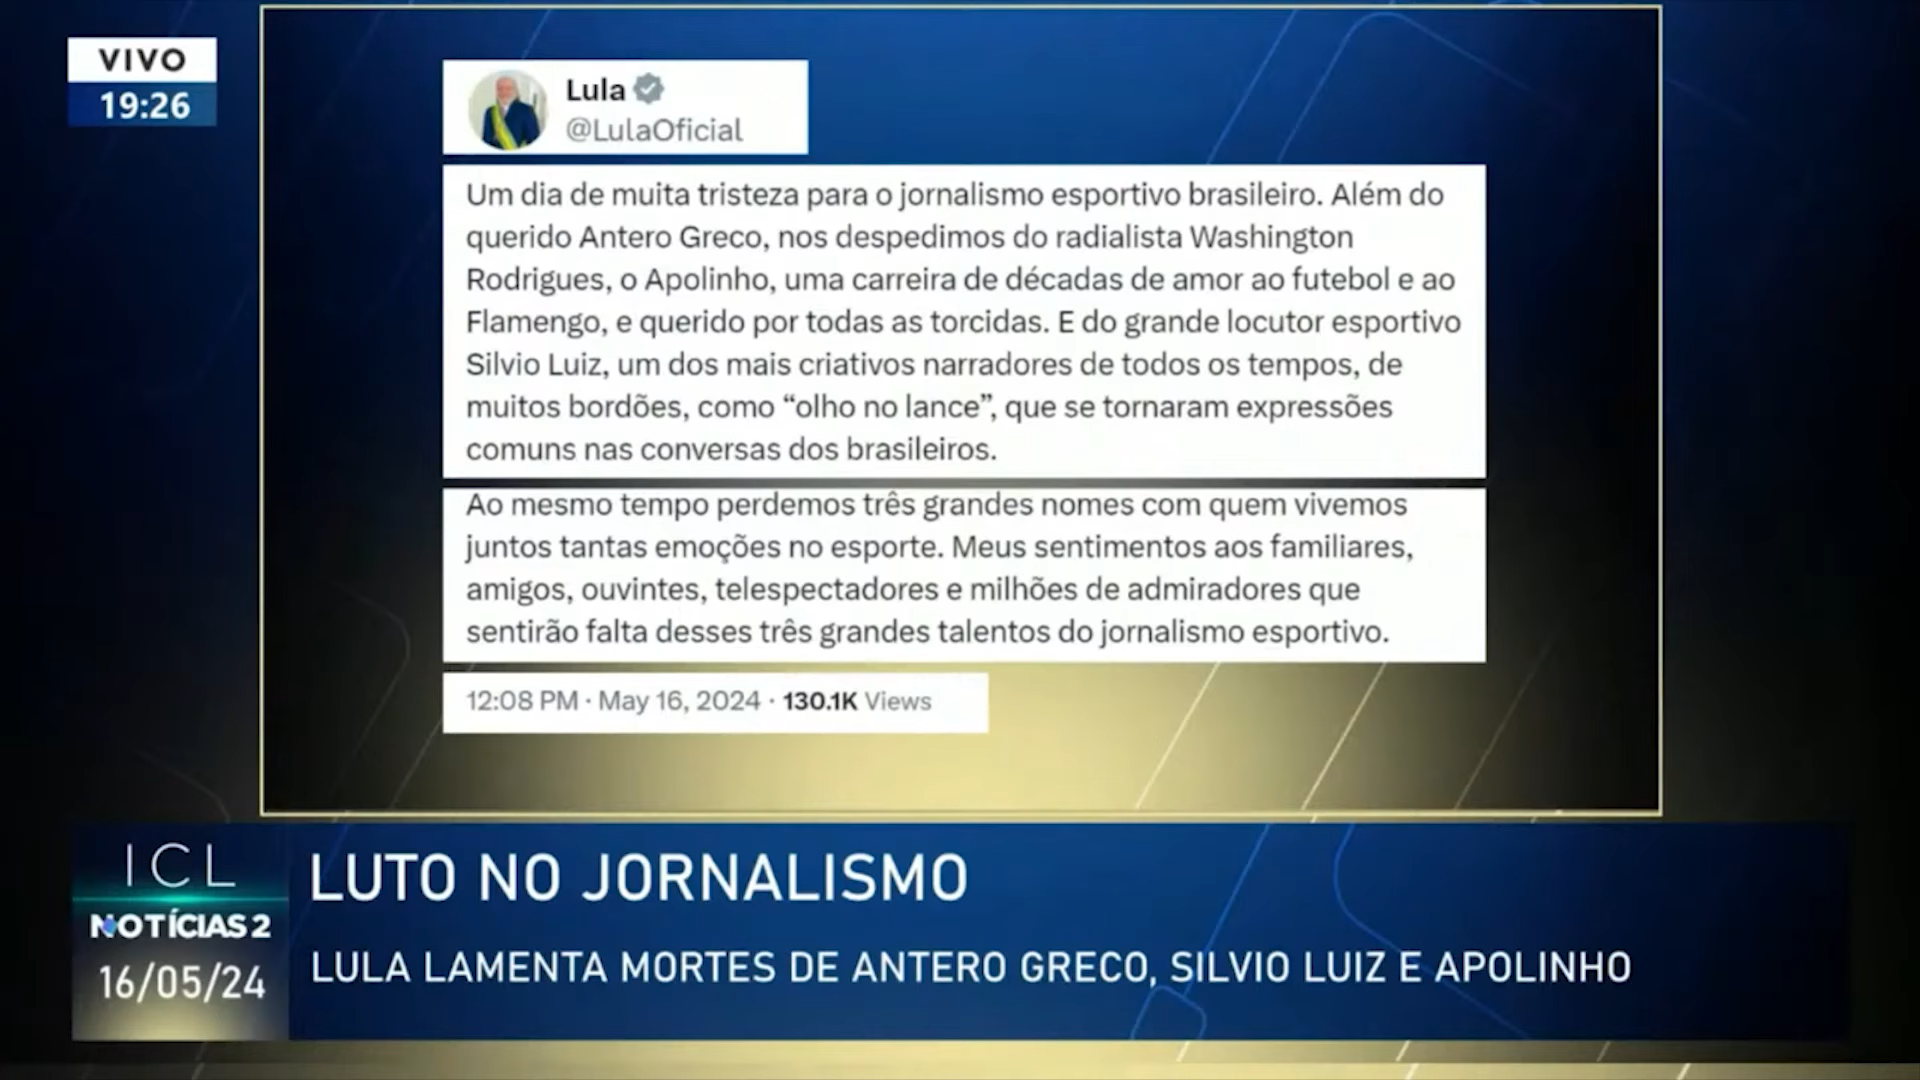 VIVO
19:26
Lula
@LulaOficial
Um dia de muita tristeza para o jornalismo esportivo brasileiro. Além do
querido Antero Greco, nos despedimos do radialista Washington
Rodrigues, o Apolinho, uma carreira de décadas de amor ao futebol e ao
Flamengo, e querido por todas as torcidas. E do grande locutor esportivo
Silvio Luiz, um dos mais criativos narradores de todos os tempos, de
muitos bordões, como “olho no lance”, que se tornaram expressões
comuns nas conversas dos brasileiros.
Ao mesmo tempo perdemos três grandes nomes com quem vivemos
juntos tantas emoções no esporte. Meus sentimentos aos familiares,
amigos, ouvintes, telespectadores e milhões de admiradores que
sentirão falta desses três grandes talentos do jornalismo esportivo.
12:08 PM · May 16, 2024 · 130.1K Views
ICL
NOTÍCIAS 2
16/05/24
LUTO NO JORNALISMO
LULA LAMENTA MORTES DE ANTERO GRECO, SILVIO LUIZ E APOLINHO